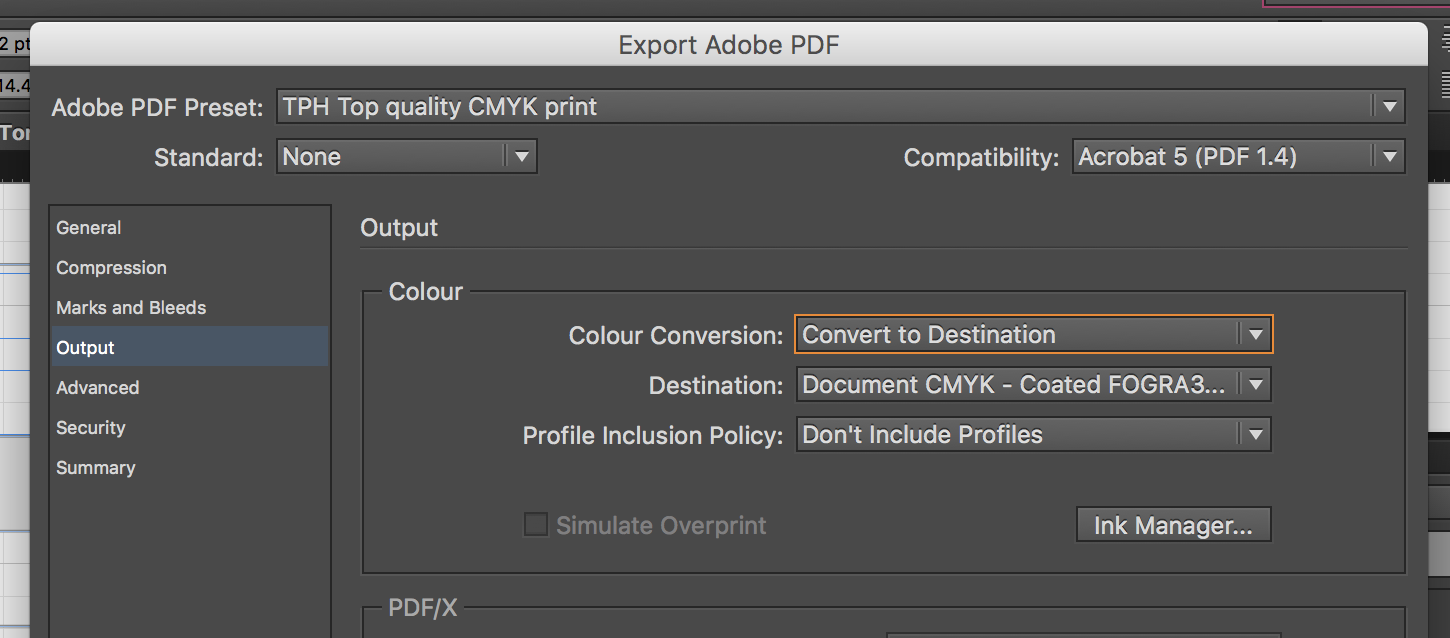 Export Adobe PDF
2 pt
14.4
Adobe PDF Preset: TPH Top quality CMYK print
Standard: None Compatibility: Acrobat 5 (PDF 1.4)
General
Compression
Marks and Bleeds
Output
Advanced
Security
Summary
Output
Colour
Colour Conversion: Convert to Destination
Destination: Document CMYK - Coated FOGRA3...
Profile Inclusion Policy: Don't Include Profiles
Simulate Overprint Ink Manager...
PDF/X